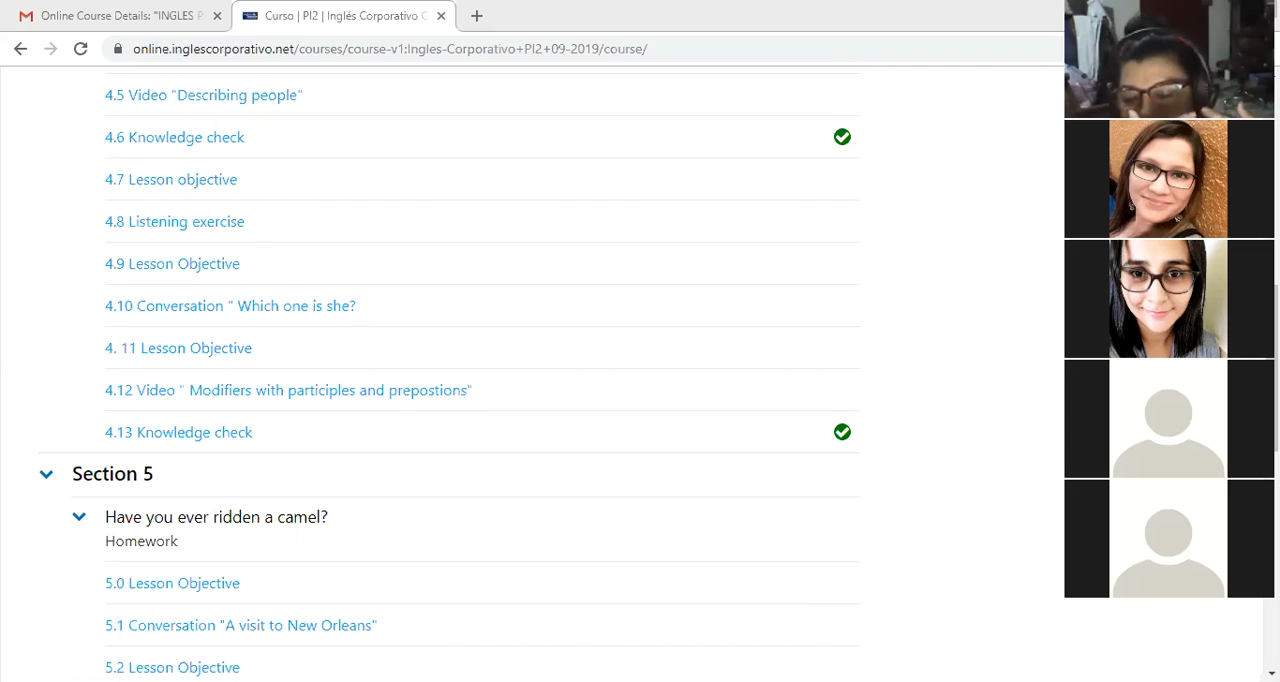 Online Course Details: "INGLES P
Curso | PI2 | Inglés Corporativo C
online.inglescorporativo.net/courses/course-v1:Ingles-Corporativo+PI2+09-2019/course/
4.5 Video "Describing people"
4.6 Knowledge check
4.7 Lesson objective
4.8 Listening exercise
4.9 Lesson Objective
4.10 Conversation " Which one is she?
4. 11 Lesson Objective
4.12 Video " Modifiers with participles and prepostions"
4.13 Knowledge check
Section 5
Have you ever ridden a camel?
Homework
5.0 Lesson Objective
5.1 Conversation "A visit to New Orleans"
5.2 Lesson Objective